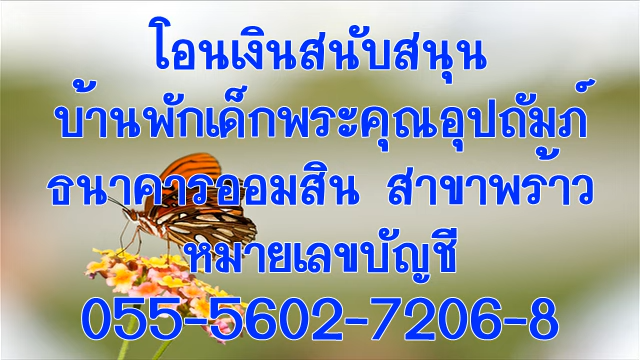 โอนเงินสนับสนุน
บ้านพักเด็กพระคุณอุปถัมภ์
ธนาคารออมสิน สาขาพร้าว
หมายเลขบัญชี
055-5602-7206-8